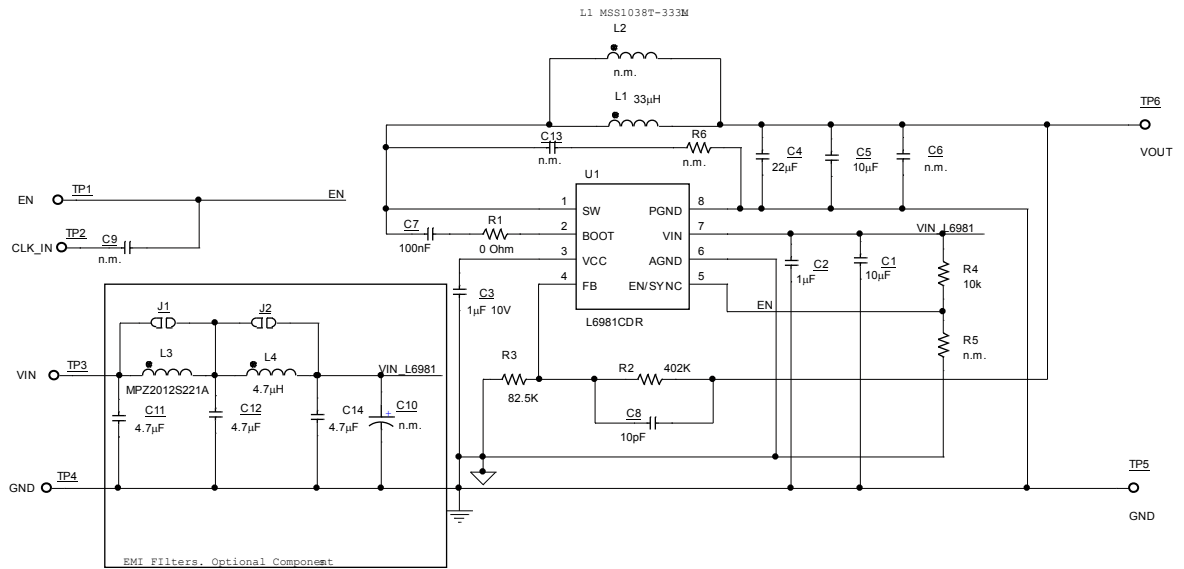 L1 MSS1038T-333M
L2
n.m.
L1 33µH
TP6
VOUT
C13
n.m.
R6
n.m.
C4
22µF
C5
10µF
C6
n.m.
U1
EN
TP1
EN
CLK_IN
TP2
C9
n.m.
1
SW
PGND
8
C7
100nF
R1
0 Ohm
2
BOOT
VIN
7
VIN_L6981
3
VCC
AGND
6
4
FB
EN/SYNC
5
EN
L6981CDR
C3
1µF 10V
C2
1µF
C1
10µF
R4
10k
R5
n.m.
J1
J2
VIN
TP3
L3
MPZ2012S221A
L4
4.7µH
VIN_L6981
C11
4.7µF
C12
4.7µF
C14
4.7µF
+
C10
n.m.
R3
82.5K
R2
402K
C8
10pF
GND
TP4
TP5
GND
EMI FIlters. Optional Components